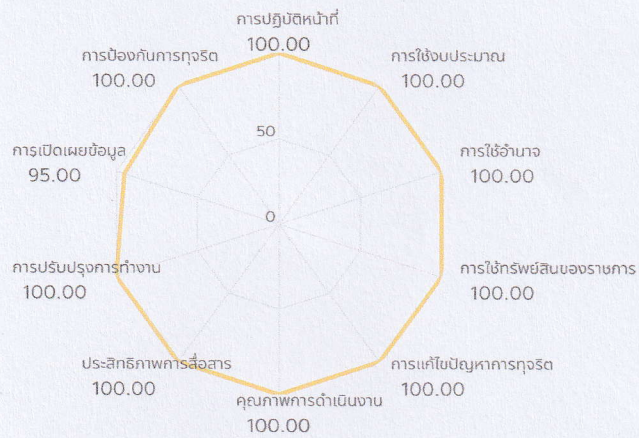 การปฏิบัติหน้าที่
100.00
การป้องกันการทุจริต
100.00
การใช้งบประมาณ
100.00
การเปิดเผยข้อมูล
95.00
50
การใช้อำนาจ
100.00
0
การปรับปรุงการทำงาน
100.00
การใช้ทรัพย์สินของราชการ
100.00
ประสิทธิภาพการสื่อสาร
100.00
การแก้ไขปัญหาการทุจริต
100.00
คุณภาพการดำเนินงาน
100.00